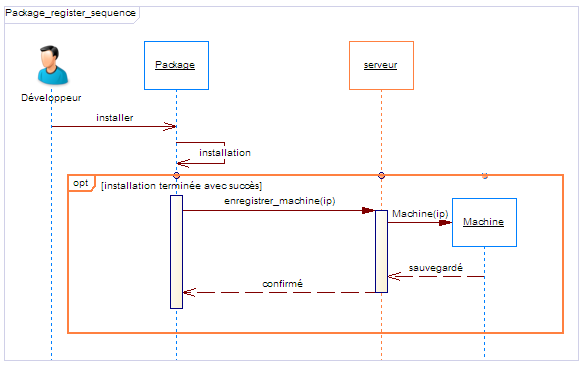 Package_register_sequence
Package
serveur
Développeur
installer
installation
opt
[installation terminée avec succès]
enregistrer_machine(ip)
Machine(ip)
Machine
sauvegardé
confirmé